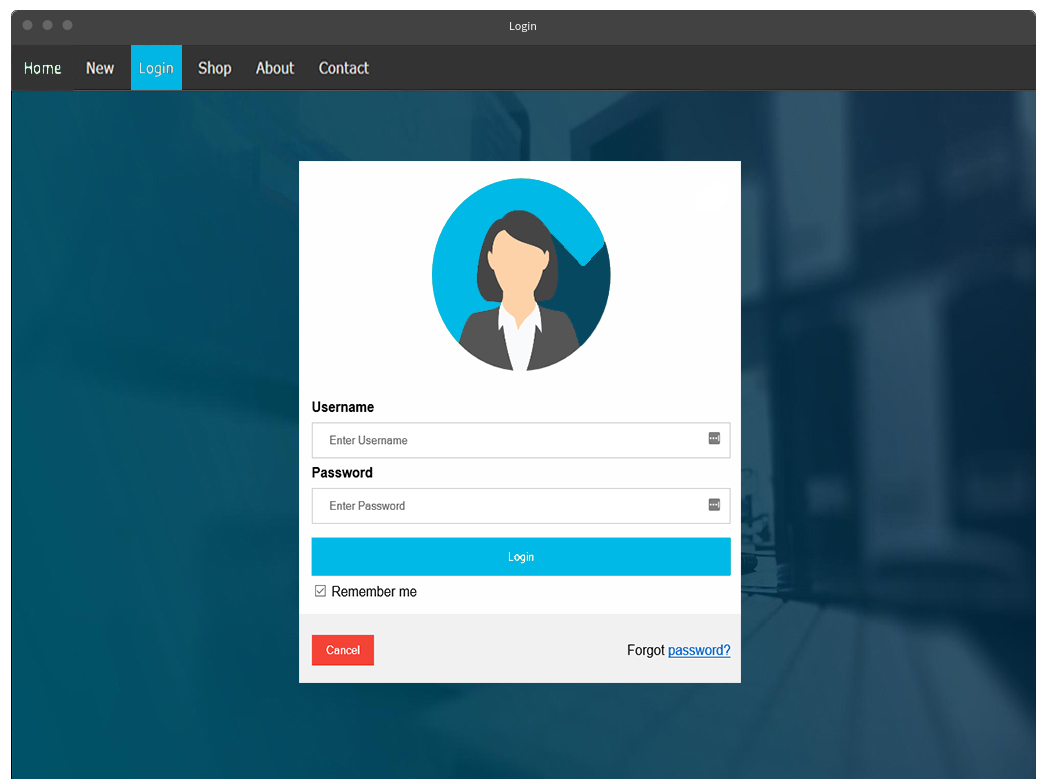 Login
Home New Login Shop About Contact
Username
Enter Username
Password
Enter Password
Login
Remember me
Cancel Forgot password?